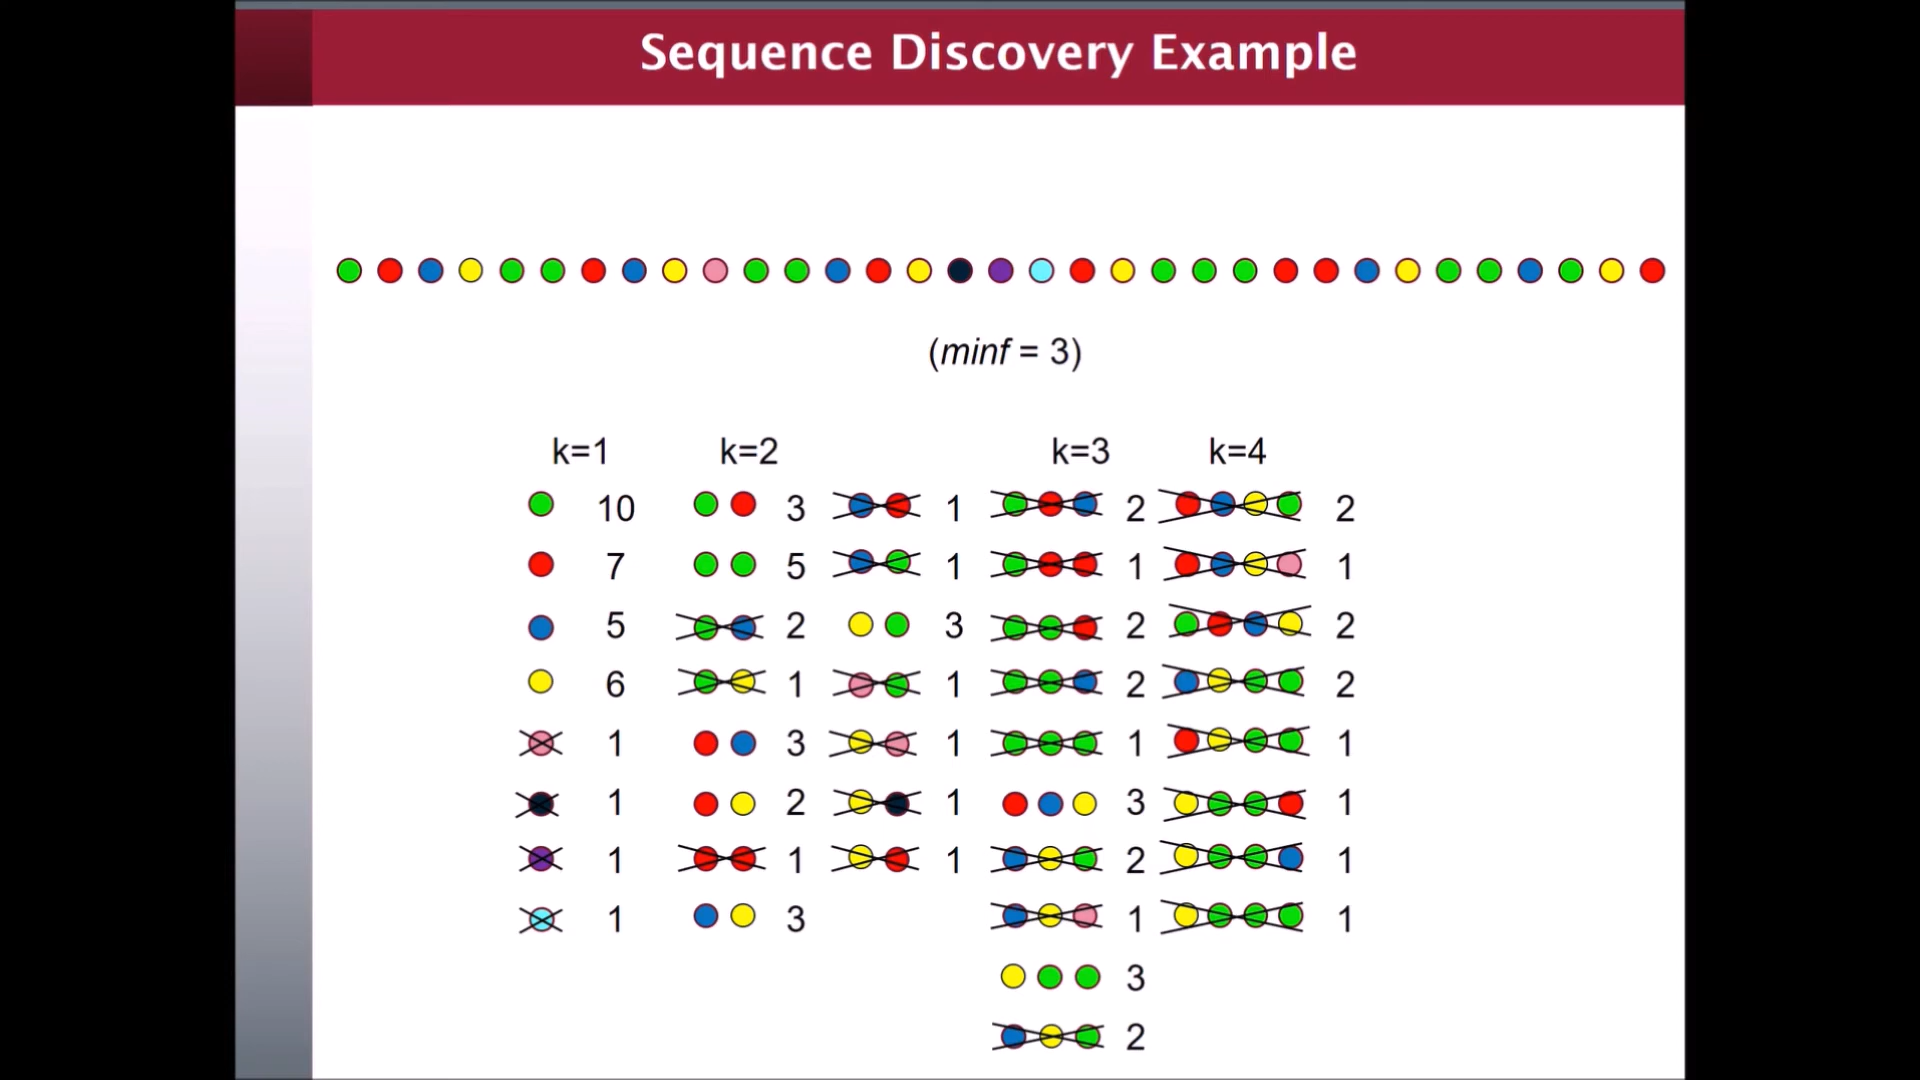 Sequence Discovery Example
(minf = 3)
k=1 k=2 k=3 k=4
10 3 1 2 2
7 5 1 1 1
5 2 3 2 2
6 1 1 2 2
1 3 1 1 1
1 2 1 3 1
1 1 1 2 1
1 3 1 1
3
2